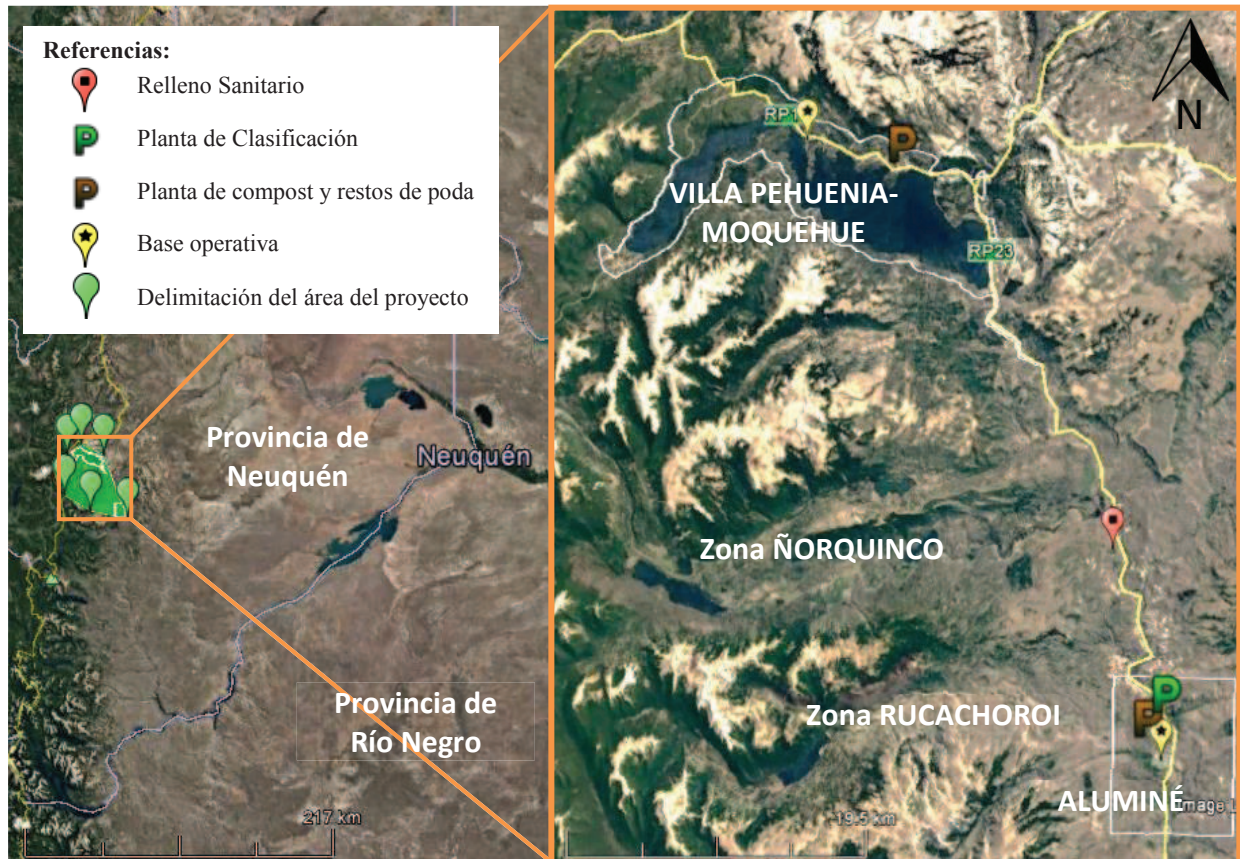 Referencias:
Relleno Sanitario
Planta de Clasificación
P
Planta de compost y restos de poda
P
Base operativa
Delimitación del área del proyecto
Provincia de
Neuquén
Neuquén
Provincia de
Río Negro
217 km
N
RP1
P
VILLA PEHUENIA-
MOQUEHUE
RP23
Zona ÑORQUINCO
Zona RUCACHOROI
P
P
ALUMINÉ
Image L
19.5 km